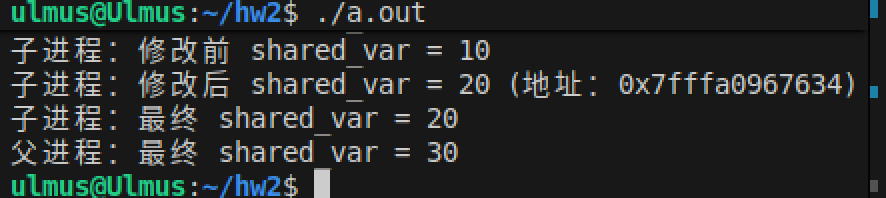 ulmus@Ulmus:~/hw2$ ./a.out
子进程：修改前 shared_var = 10
子进程：修改后 shared_var = 20 (地址：0x7fffa0967634)
子进程：最终 shared_var = 20
父进程：最终 shared_var = 30
ulmus@Ulmus:~/hw2$